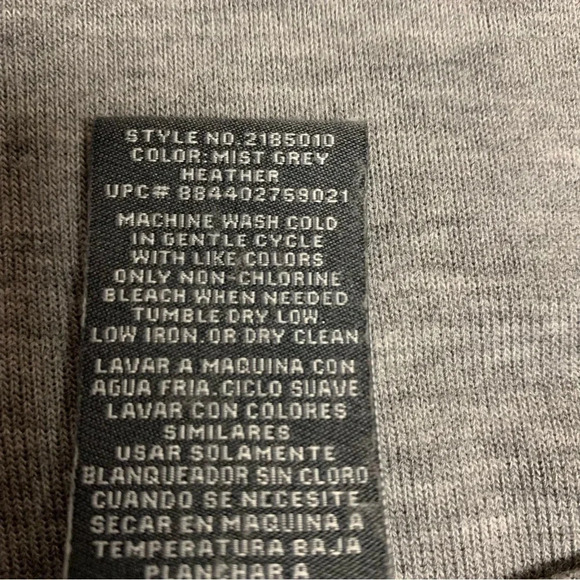 STYLE NO.2185010
COLOR: MIST GREY
HEATHER
UPC# 884402759021
MACHINE WASH COLD
IN GENTLE CYCLE
WITH LIKE COLORS
ONLY NON-CHLORINE
BLEACH WHEN NEEDED
TUMBLE DRY LOW.
LOW IRON. OR DRY CLEAN
LAVAR A MAQUINA CON
AGUA FRIA. CICLO SUAVE
LAVAR CON COLORES
SIMILARES
USAR SOLAMENTE
BLANQUEADOR SIN CLORO
CUANDO SE NECESITE
SECAR EN MAQUINA A
TEMPERATURA BAJA
PLANCHAR A